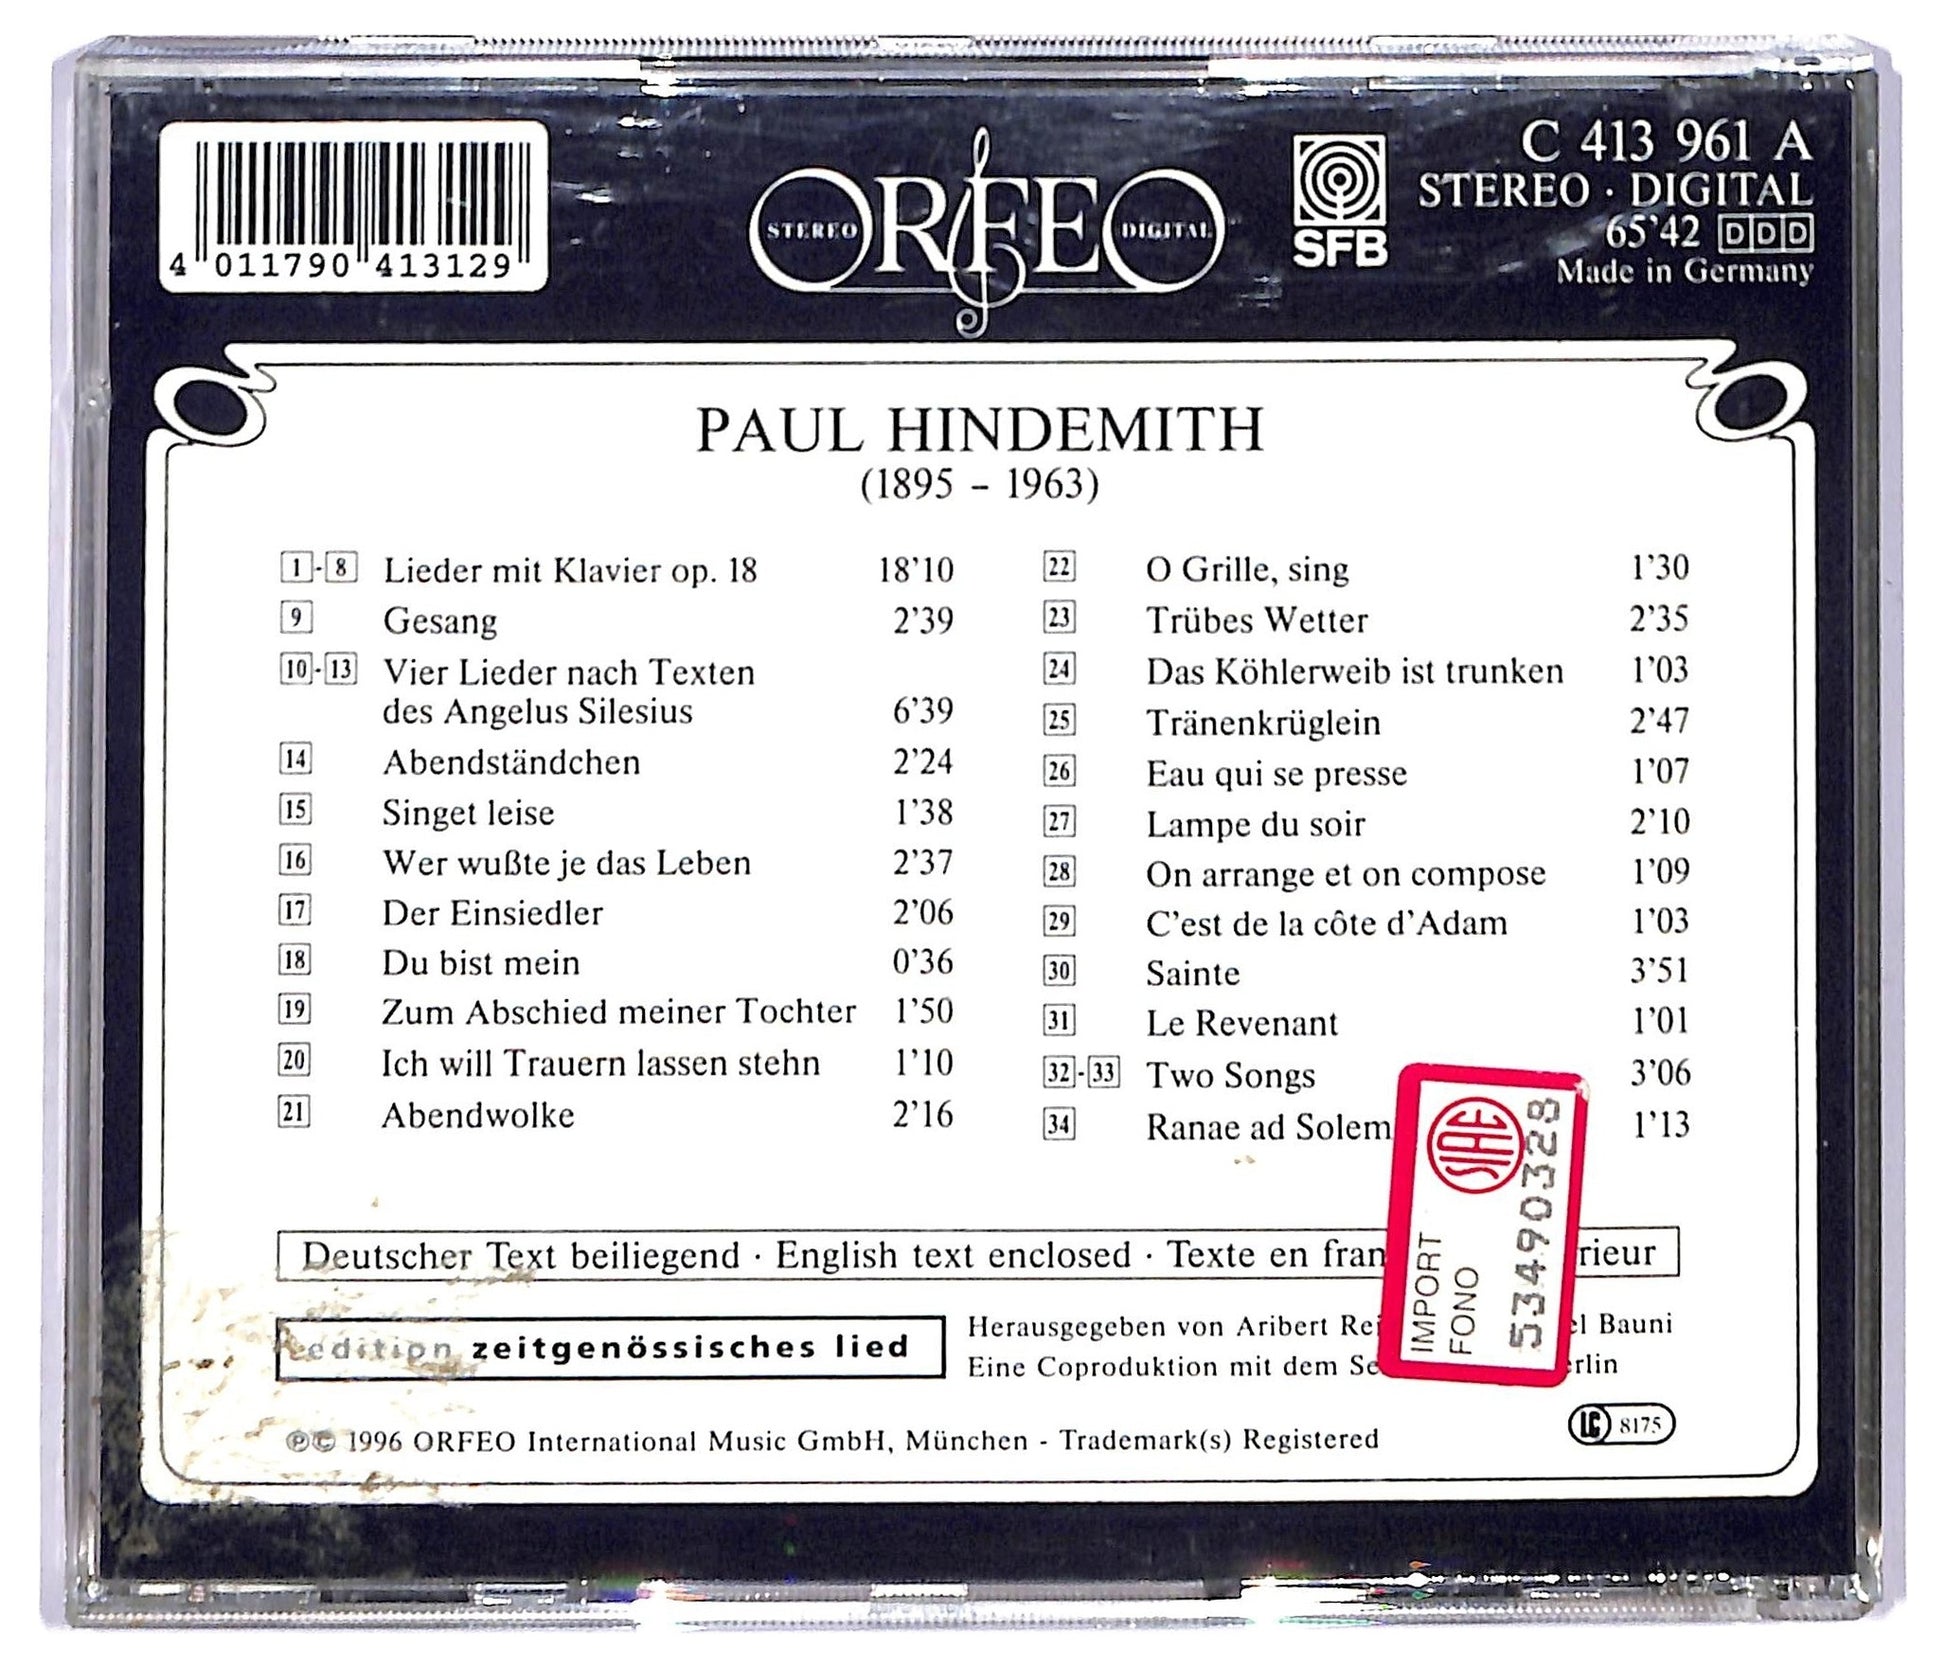 4 011790 413129
STEREO ORFEO DIGITAL
SFB
C 413 961 A
STEREO · DIGITAL
65'42 DDD
Made in Germany
PAUL HINDEMITH
(1895 – 1963)
1-8 Lieder mit Klavier op. 18 18'10
9 Gesang 2'39
10-13 Vier Lieder nach Texten
des Angelus Silesius 6'39
14 Abendständchen 2'24
15 Singet leise 1'38
16 Wer wußte je das Leben 2'37
17 Der Einsiedler 2'06
18 Du bist mein 0'36
19 Zum Abschied meiner Tochter 1'50
20 Ich will Trauern lassen stehn 1'10
21 Abendwolke 2'16
22 O Grille, sing 1'30
23 Trübes Wetter 2'35
24 Das Köhlerweib ist trunken 1'03
25 Tränenkrüglein 2'47
26 Eau qui se presse 1'07
27 Lampe du soir 2'10
28 On arrange et on compose 1'09
29 C'est de la côte d'Adam 1'03
30 Sainte 3'51
31 Le Revenant 1'01
32-33 Two Songs 3'06
34 Ranae ad Solem 1'13
Deutscher Text beiliegend · English text enclosed · Texte en fran rieur
edition zeitgenössisches lied
Herausgegeben von Aribert Rei el Bauni
Eine Coproduktion mit dem Se erlin
℗© 1996 ORFEO International Music GmbH, München - Trademark(s) Registered
LC 8175
SIAE
IMPORT
FONO
53490328